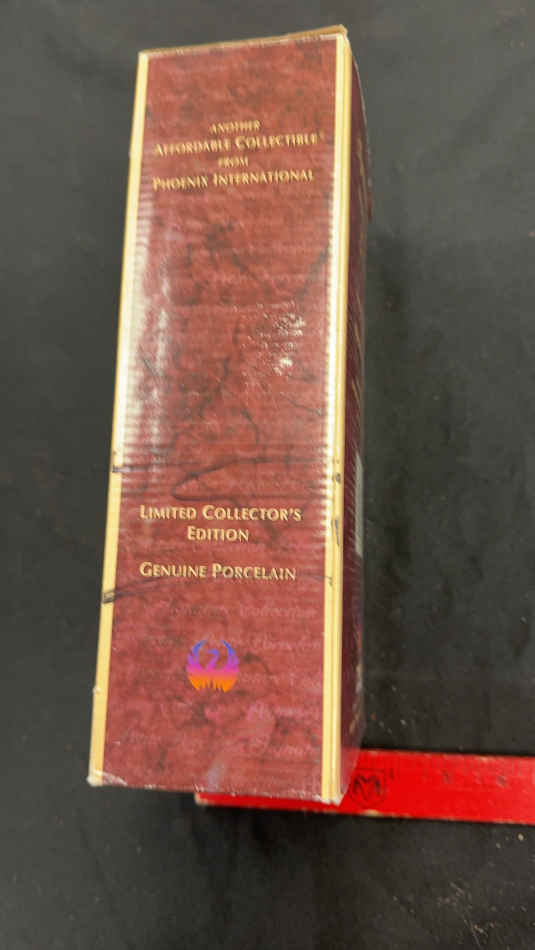 ANOTHER
AFFORDABLE COLLECTIBLE
FROM
PHOENIX INTERNATIONAL
LIMITED COLLECTOR'S
EDITION
GENUINE PORCELAIN